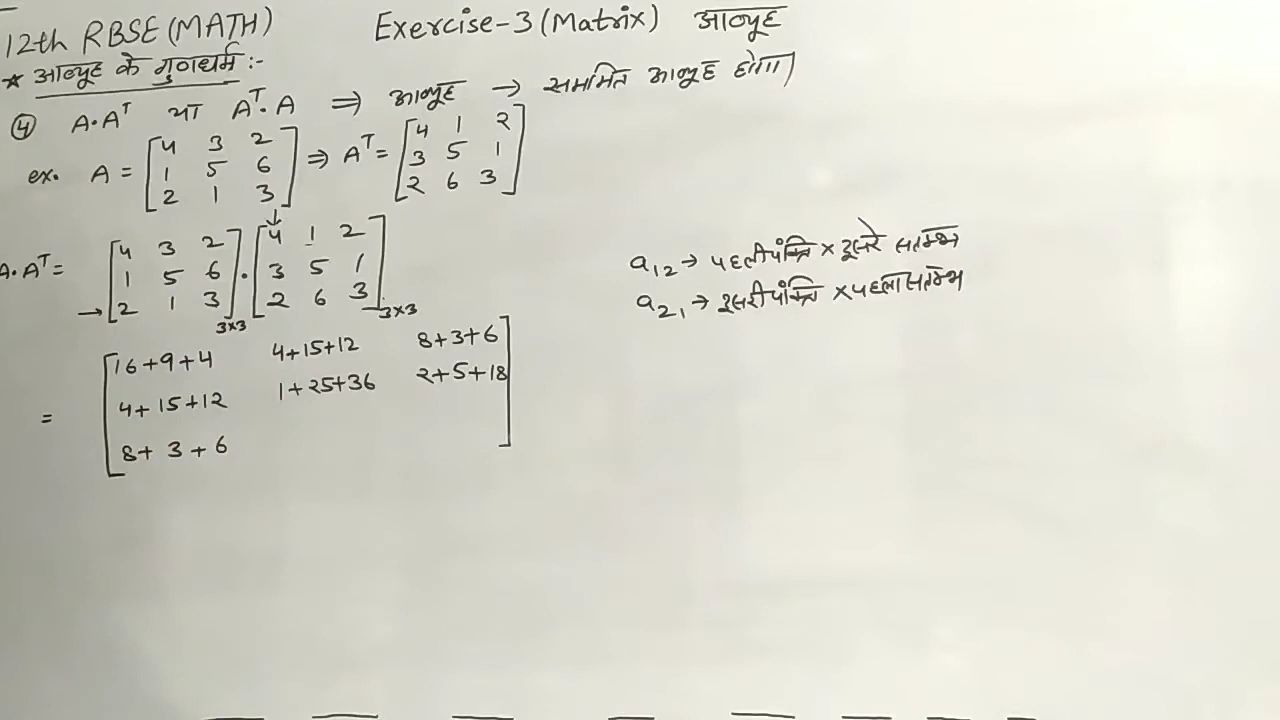 12th RBSE (MATH) Exercise-3 (Matrix) आव्यूह
* आव्यूह के गुणधर्म :-
④ A·Aᵀ या Aᵀ·A ⇒ आव्यूह → सममित आव्यूह होगा
ex. A = [4 3 2 ⇒ Aᵀ = [4 1 2
1 5 6 3 5 1
2 1 3] 2 6 3]
A·Aᵀ = [4 3 2 · ↓[4 1 2
1 5 6 3 5 1
→ 2 1 3]3×3 2 6 3]3×3
a₁₂ → पहली पंक्ति × दूसरे स्तम्भ
a₂₁ → दूसरी पंक्ति × पहला स्तम्भ
= [16+9+4 4+15+12 8+3+6
4+15+12 1+25+36 2+5+18
8+3+6 ]